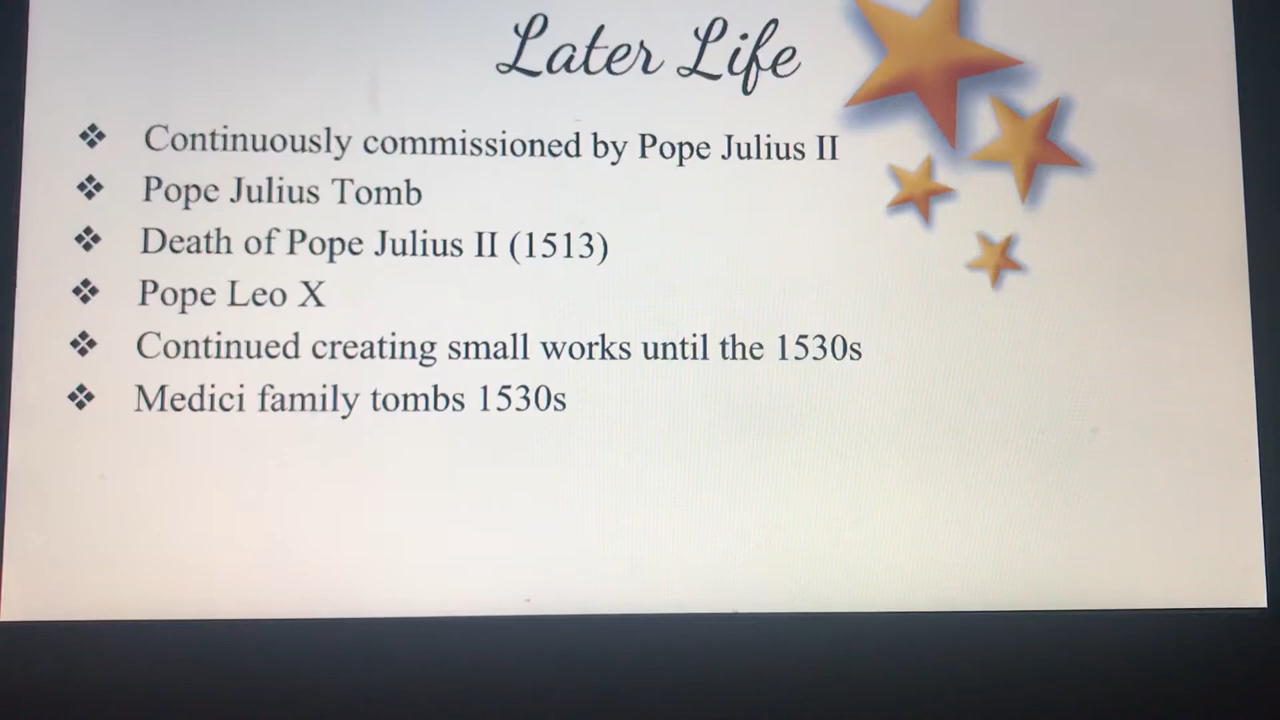 Later Life
❖ Continuously commissioned by Pope Julius II
❖ Pope Julius Tomb
❖ Death of Pope Julius II (1513)
❖ Pope Leo X
❖ Continued creating small works until the 1530s
❖ Medici family tombs 1530s